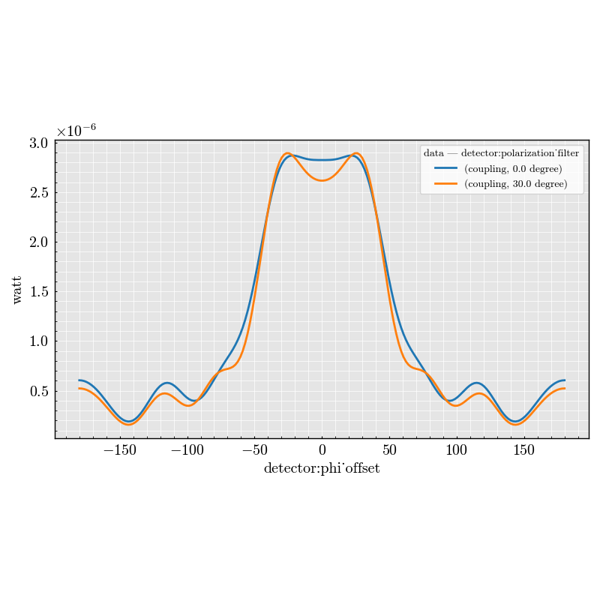 ×10⁻⁶
3.0
2.5
2.0
1.5
1.0
0.5
watt
data — detector:polarization˙filter
(coupling, 0.0 degree)
(coupling, 30.0 degree)
−150 −100 −50 0 50 100 150
detector:phi˙offset